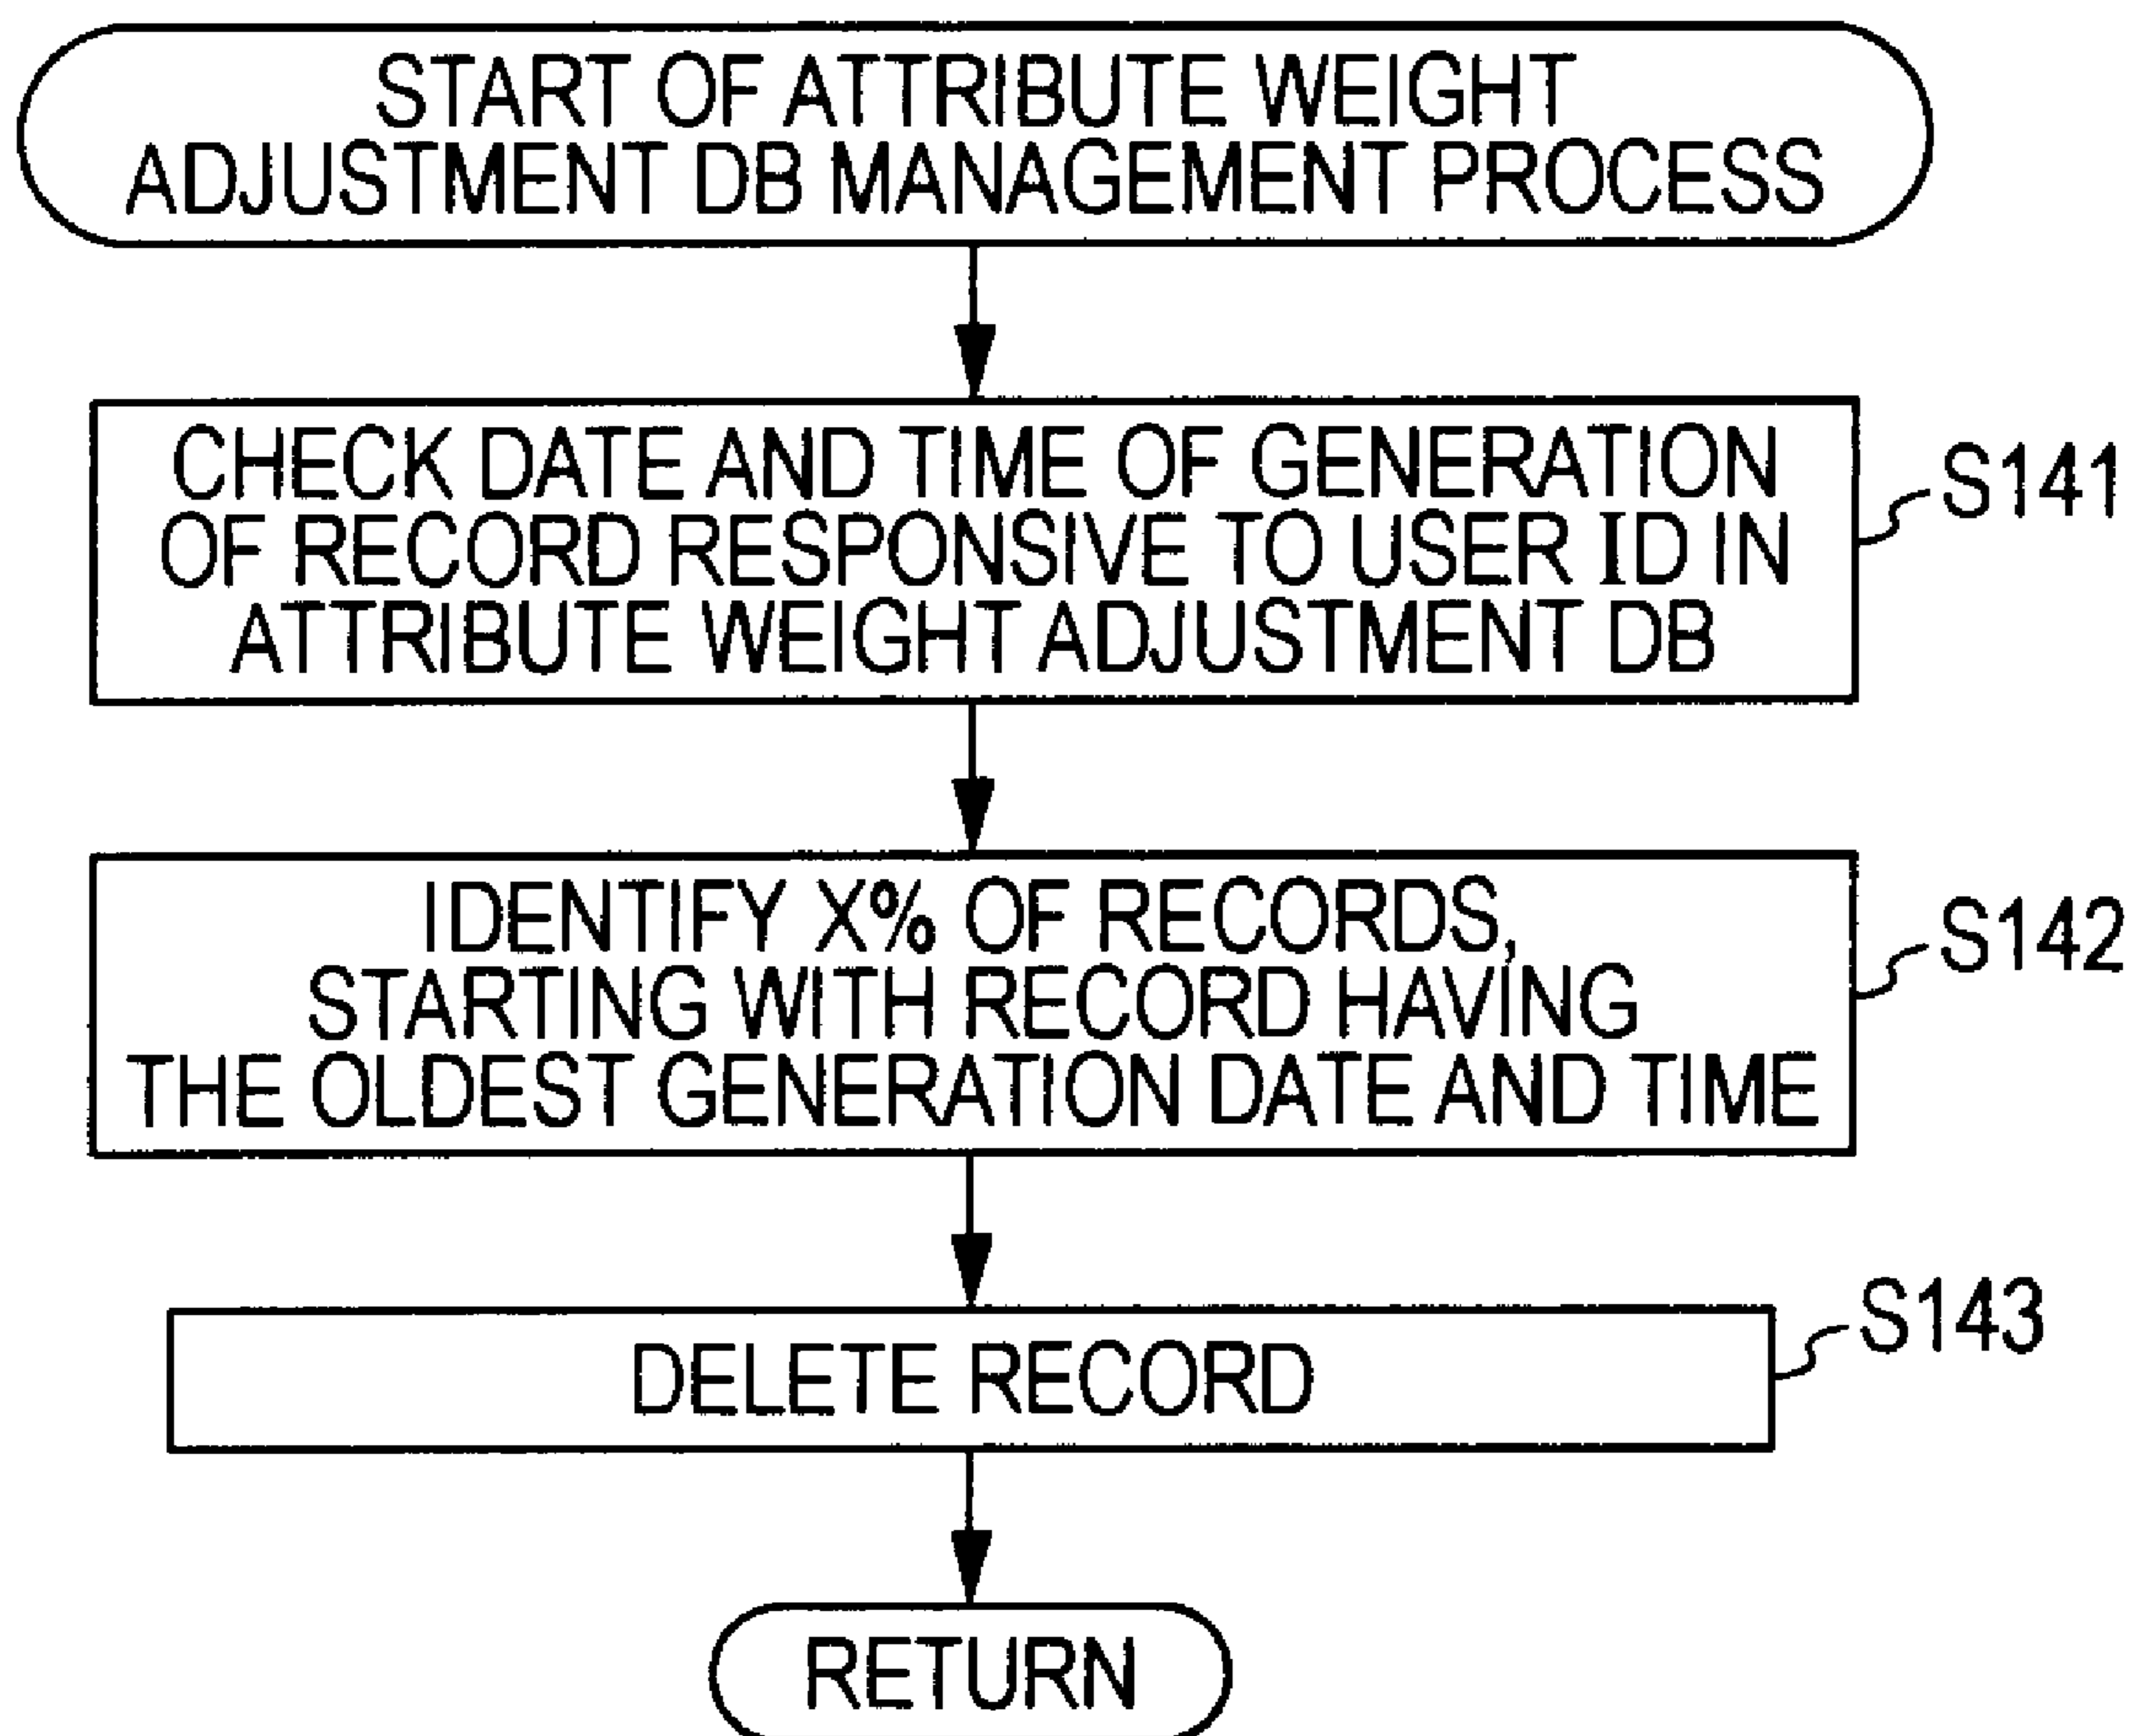 START OF ATTRIBUTE WEIGHT
ADJUSTMENT DB MANAGEMENT PROCESS
CHECK DATE AND TIME OF GENERATION
OF RECORD RESPONSIVE TO USER ID IN
ATTRIBUTE WEIGHT ADJUSTMENT DB
S141
IDENTIFY X% OF RECORDS,
STARTING WITH RECORD HAVING
THE OLDEST GENERATION DATE AND TIME
S142
DELETE RECORD
S143
RETURN